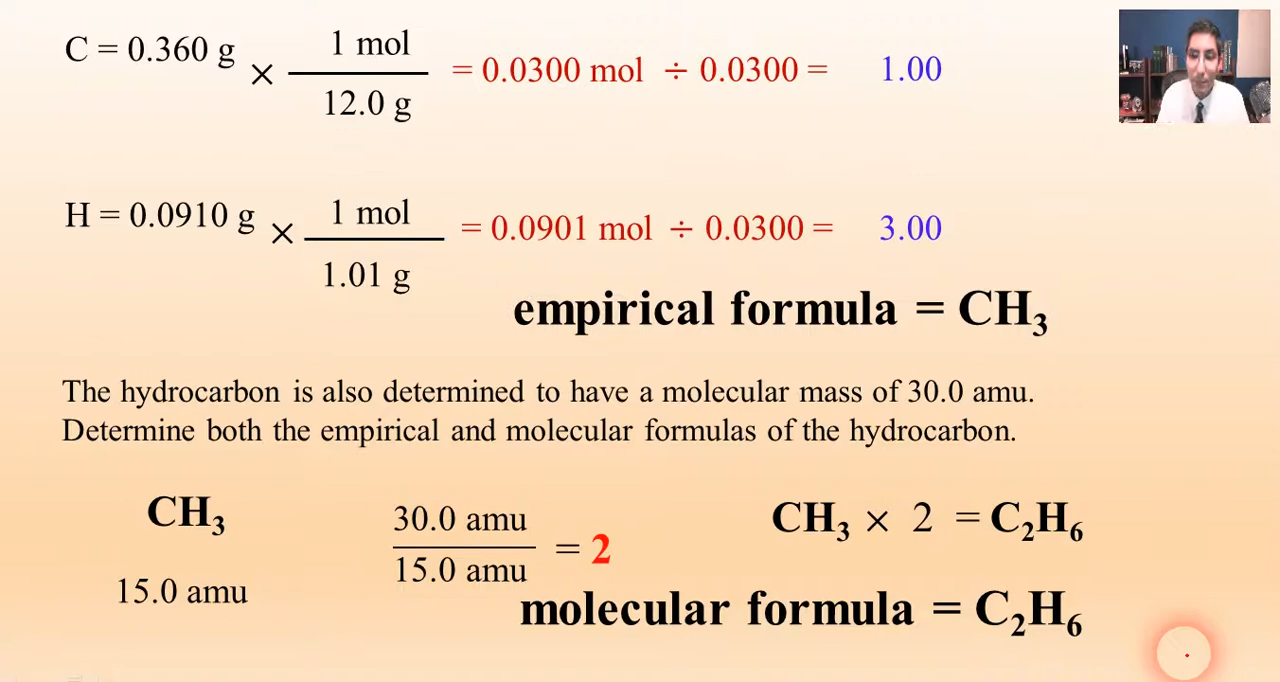 C = 0.360 g × 1 mol / 12.0 g = 0.0300 mol ÷ 0.0300 = 1.00
H = 0.0910 g × 1 mol / 1.01 g = 0.0901 mol ÷ 0.0300 = 3.00
empirical formula = CH₃
The hydrocarbon is also determined to have a molecular mass of 30.0 amu.
Determine both the empirical and molecular formulas of the hydrocarbon.
CH₃
15.0 amu
30.0 amu / 15.0 amu = 2
CH₃ × 2 = C₂H₆
molecular formula = C₂H₆